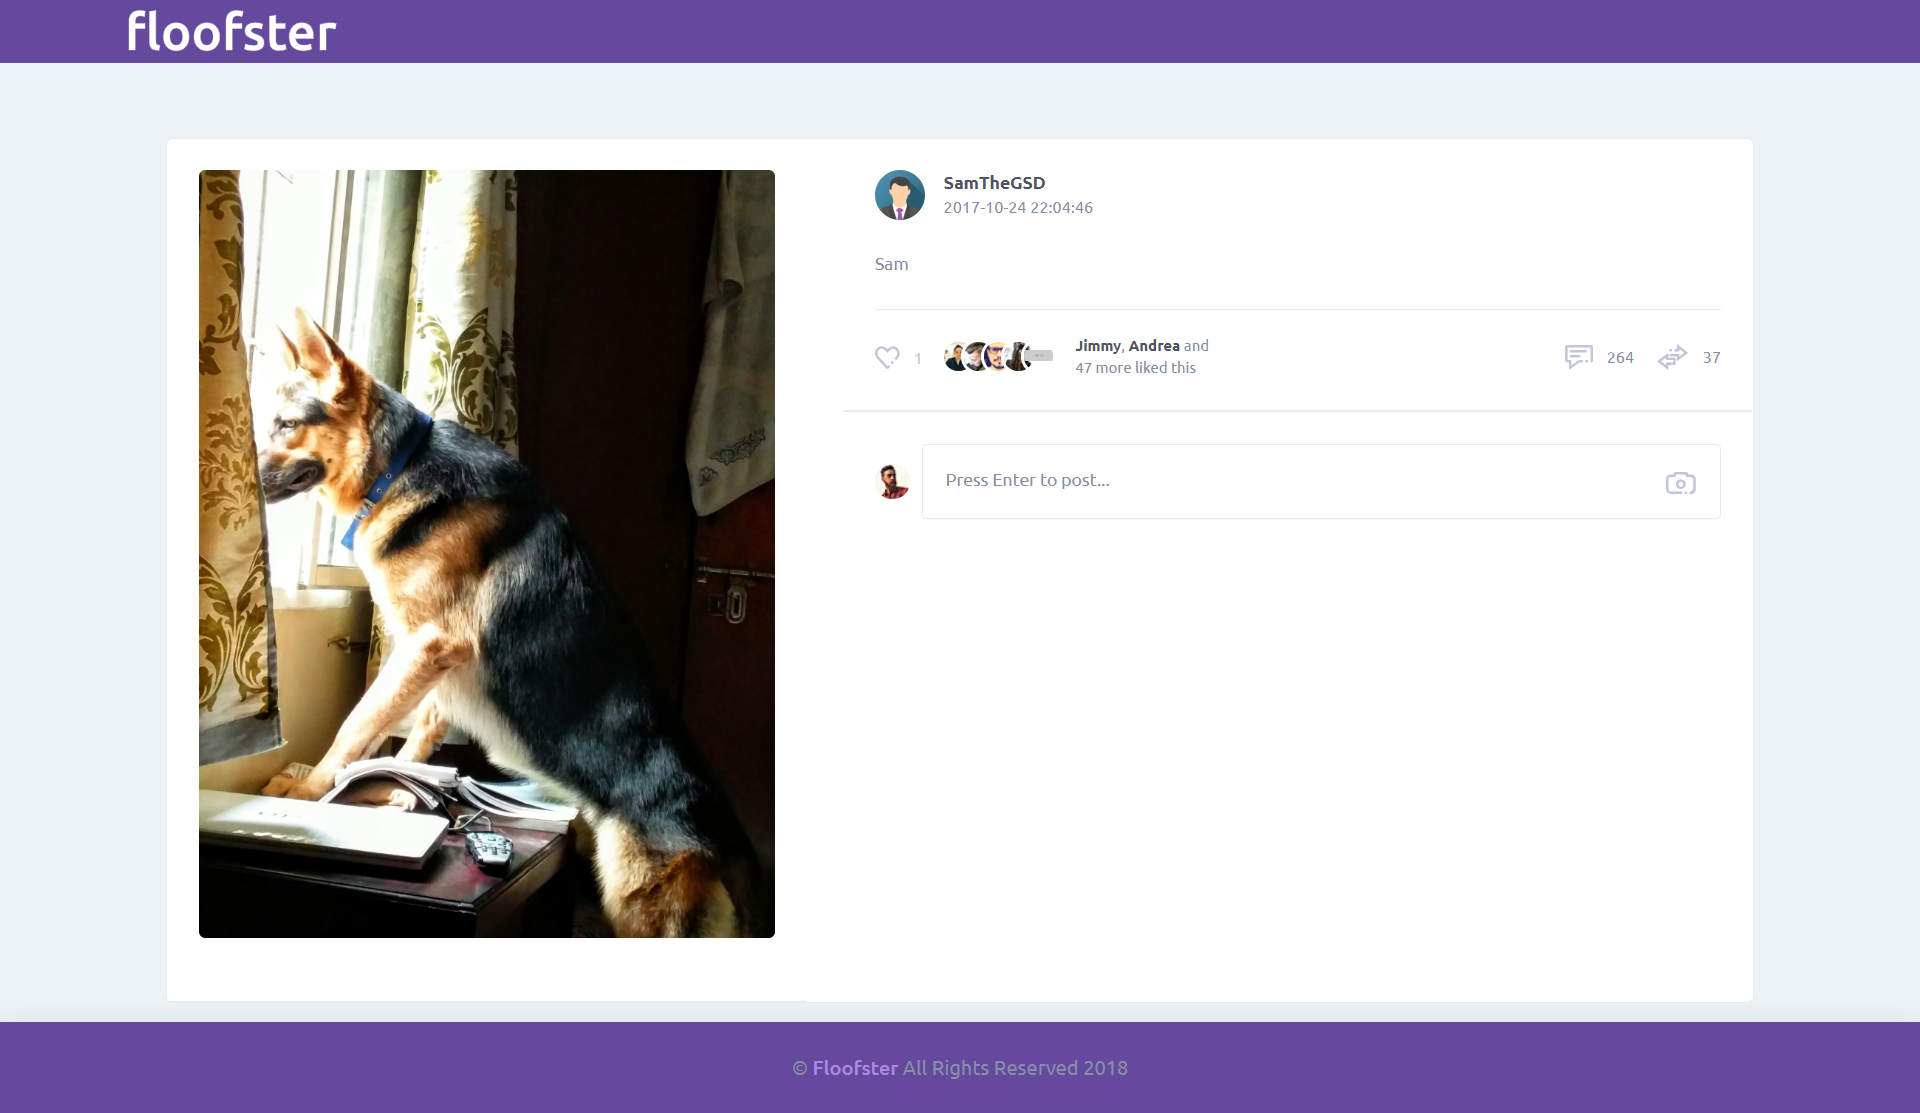 floofster
SamTheGSD
2017-10-24 22:04:46
Sam
1
Jimmy, Andrea and
47 more liked this
264
37
Press Enter to post...
© Floofster All Rights Reserved 2018